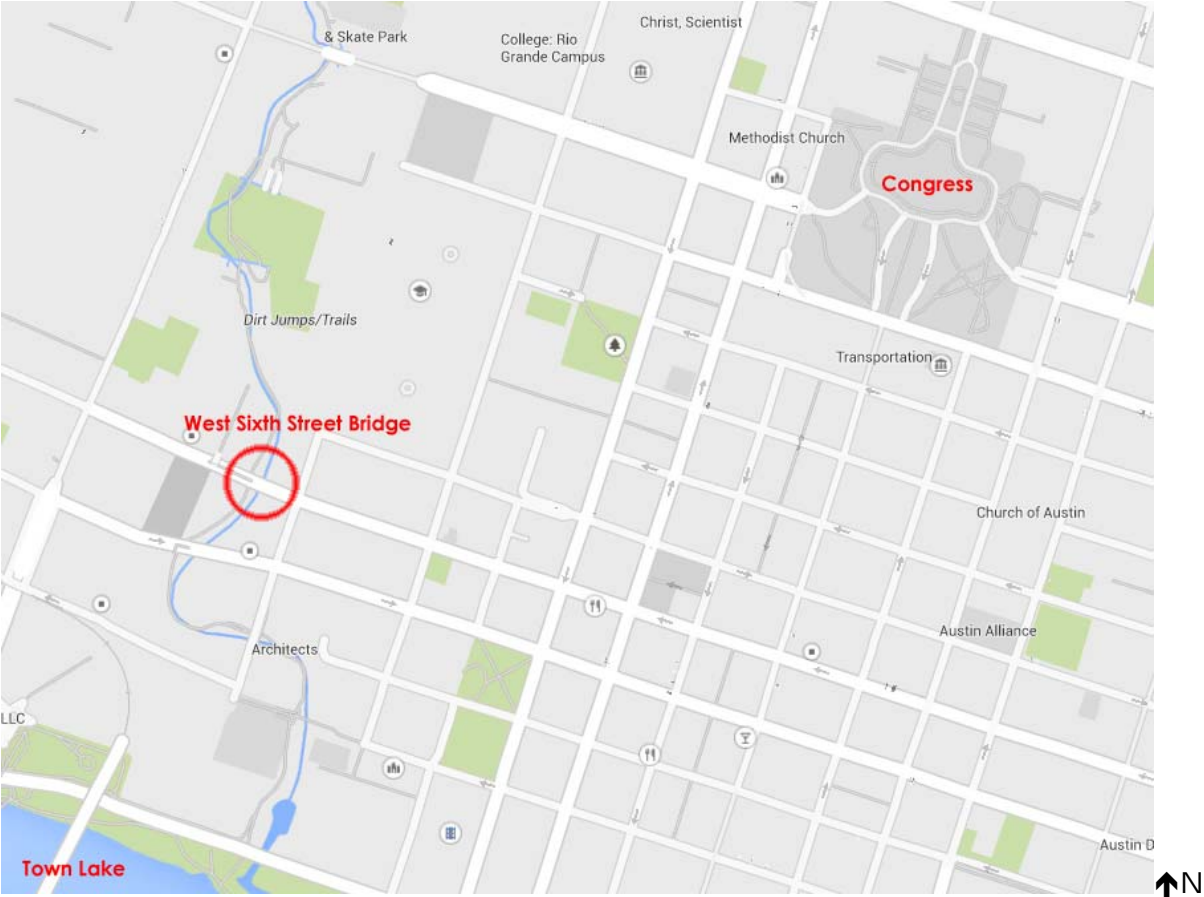 Christ, Scientist
& Skate Park
College: Rio
Grande Campus
Methodist Church
Congress
Dirt Jumps/Trails
Transportation
West Sixth Street Bridge
Church of Austin
Austin Alliance
Architects
LLC
Austin D
Town Lake
N